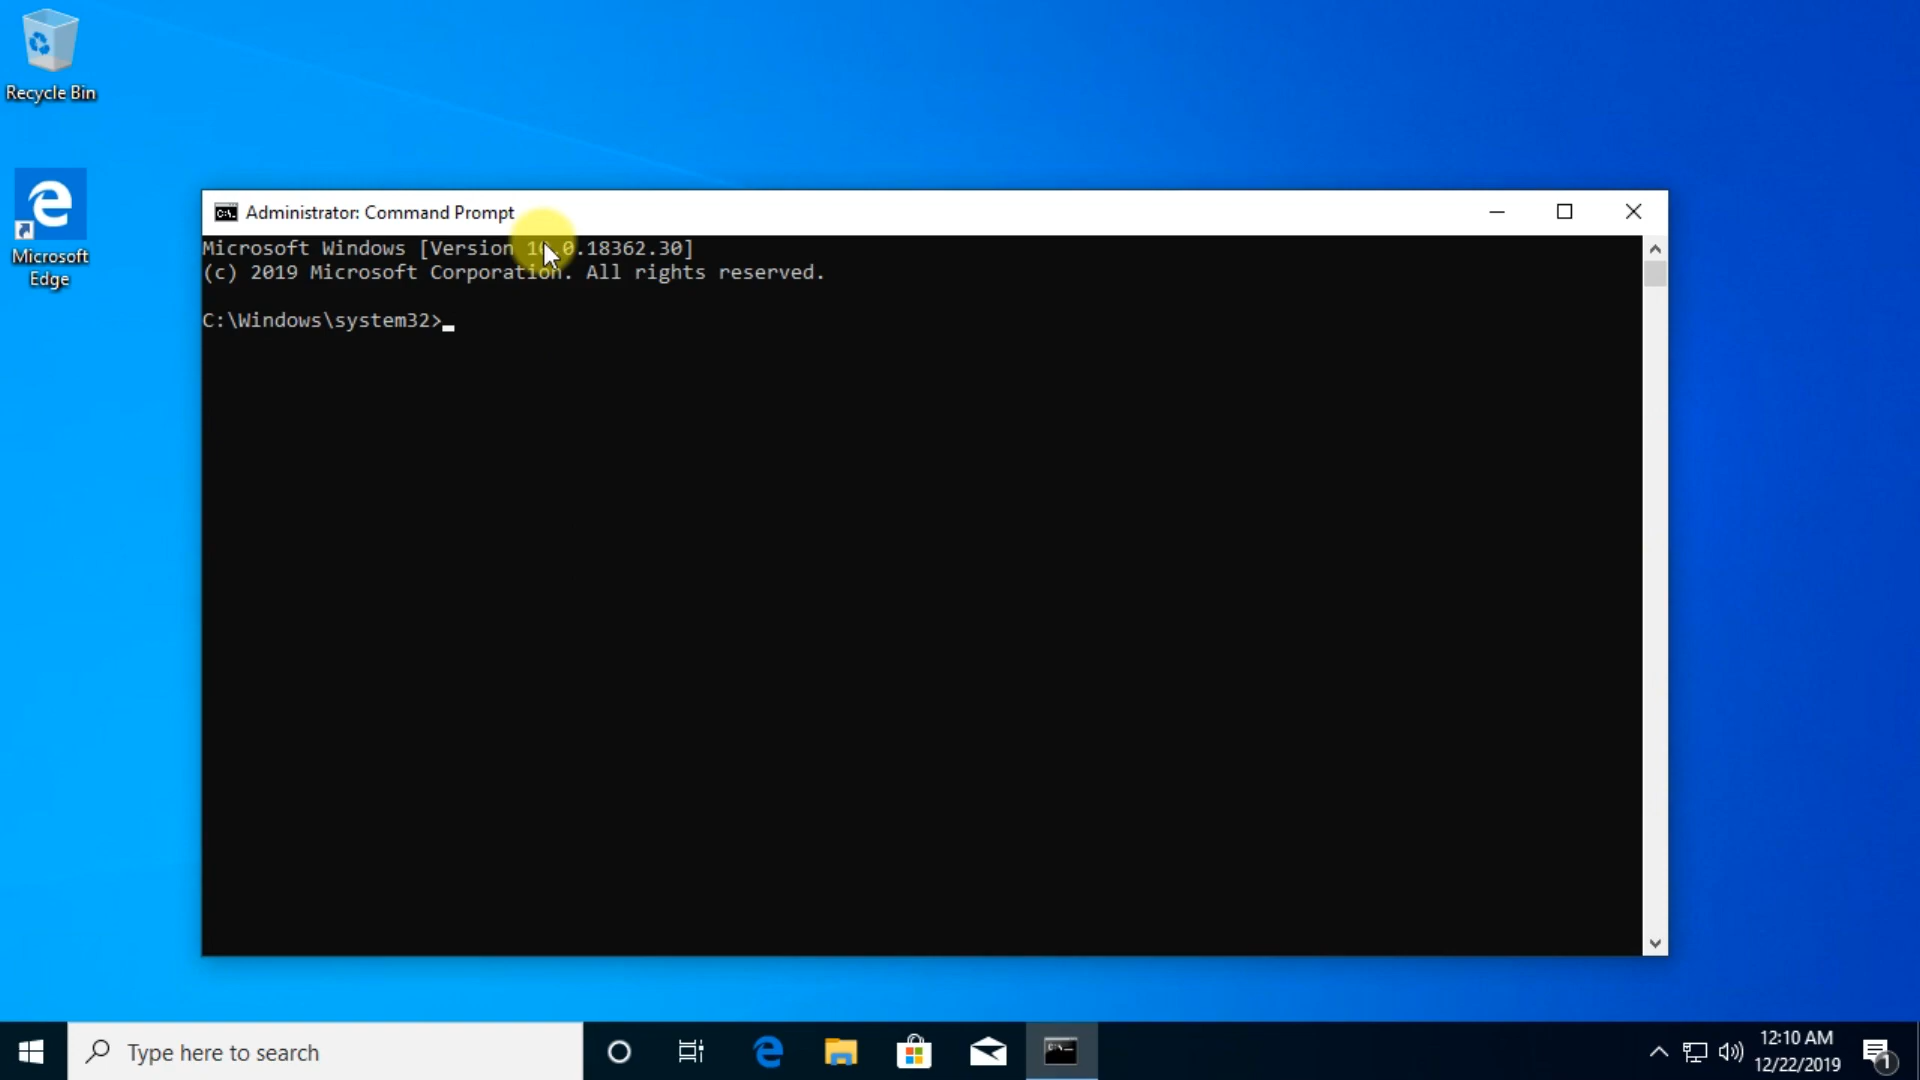 Recycle Bin
Microsoft
Edge
Administrator: Command Prompt
Microsoft Windows [Version 10.0.18362.30]
(c) 2019 Microsoft Corporation. All rights reserved.
C:\Windows\system32>
Type here to search
12:10 AM
12/22/2019
1